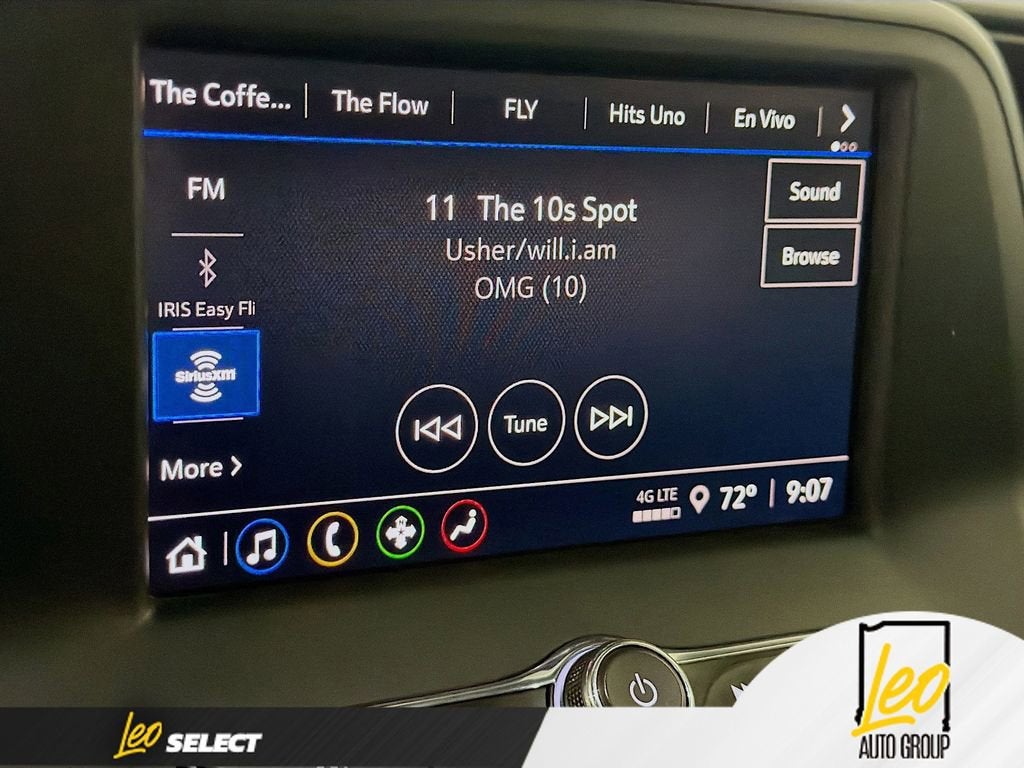 The Coffe... The Flow FLY Hits Uno En Vivo
FM
11 The 10s Spot
Sound
Usher/will.i.am
Browse
OMG (10)
IRIS Easy Fli
SiriusXM
Tune
More
4G LTE 72° 9:07
Leo SELECT
Leo
AUTO GROUP